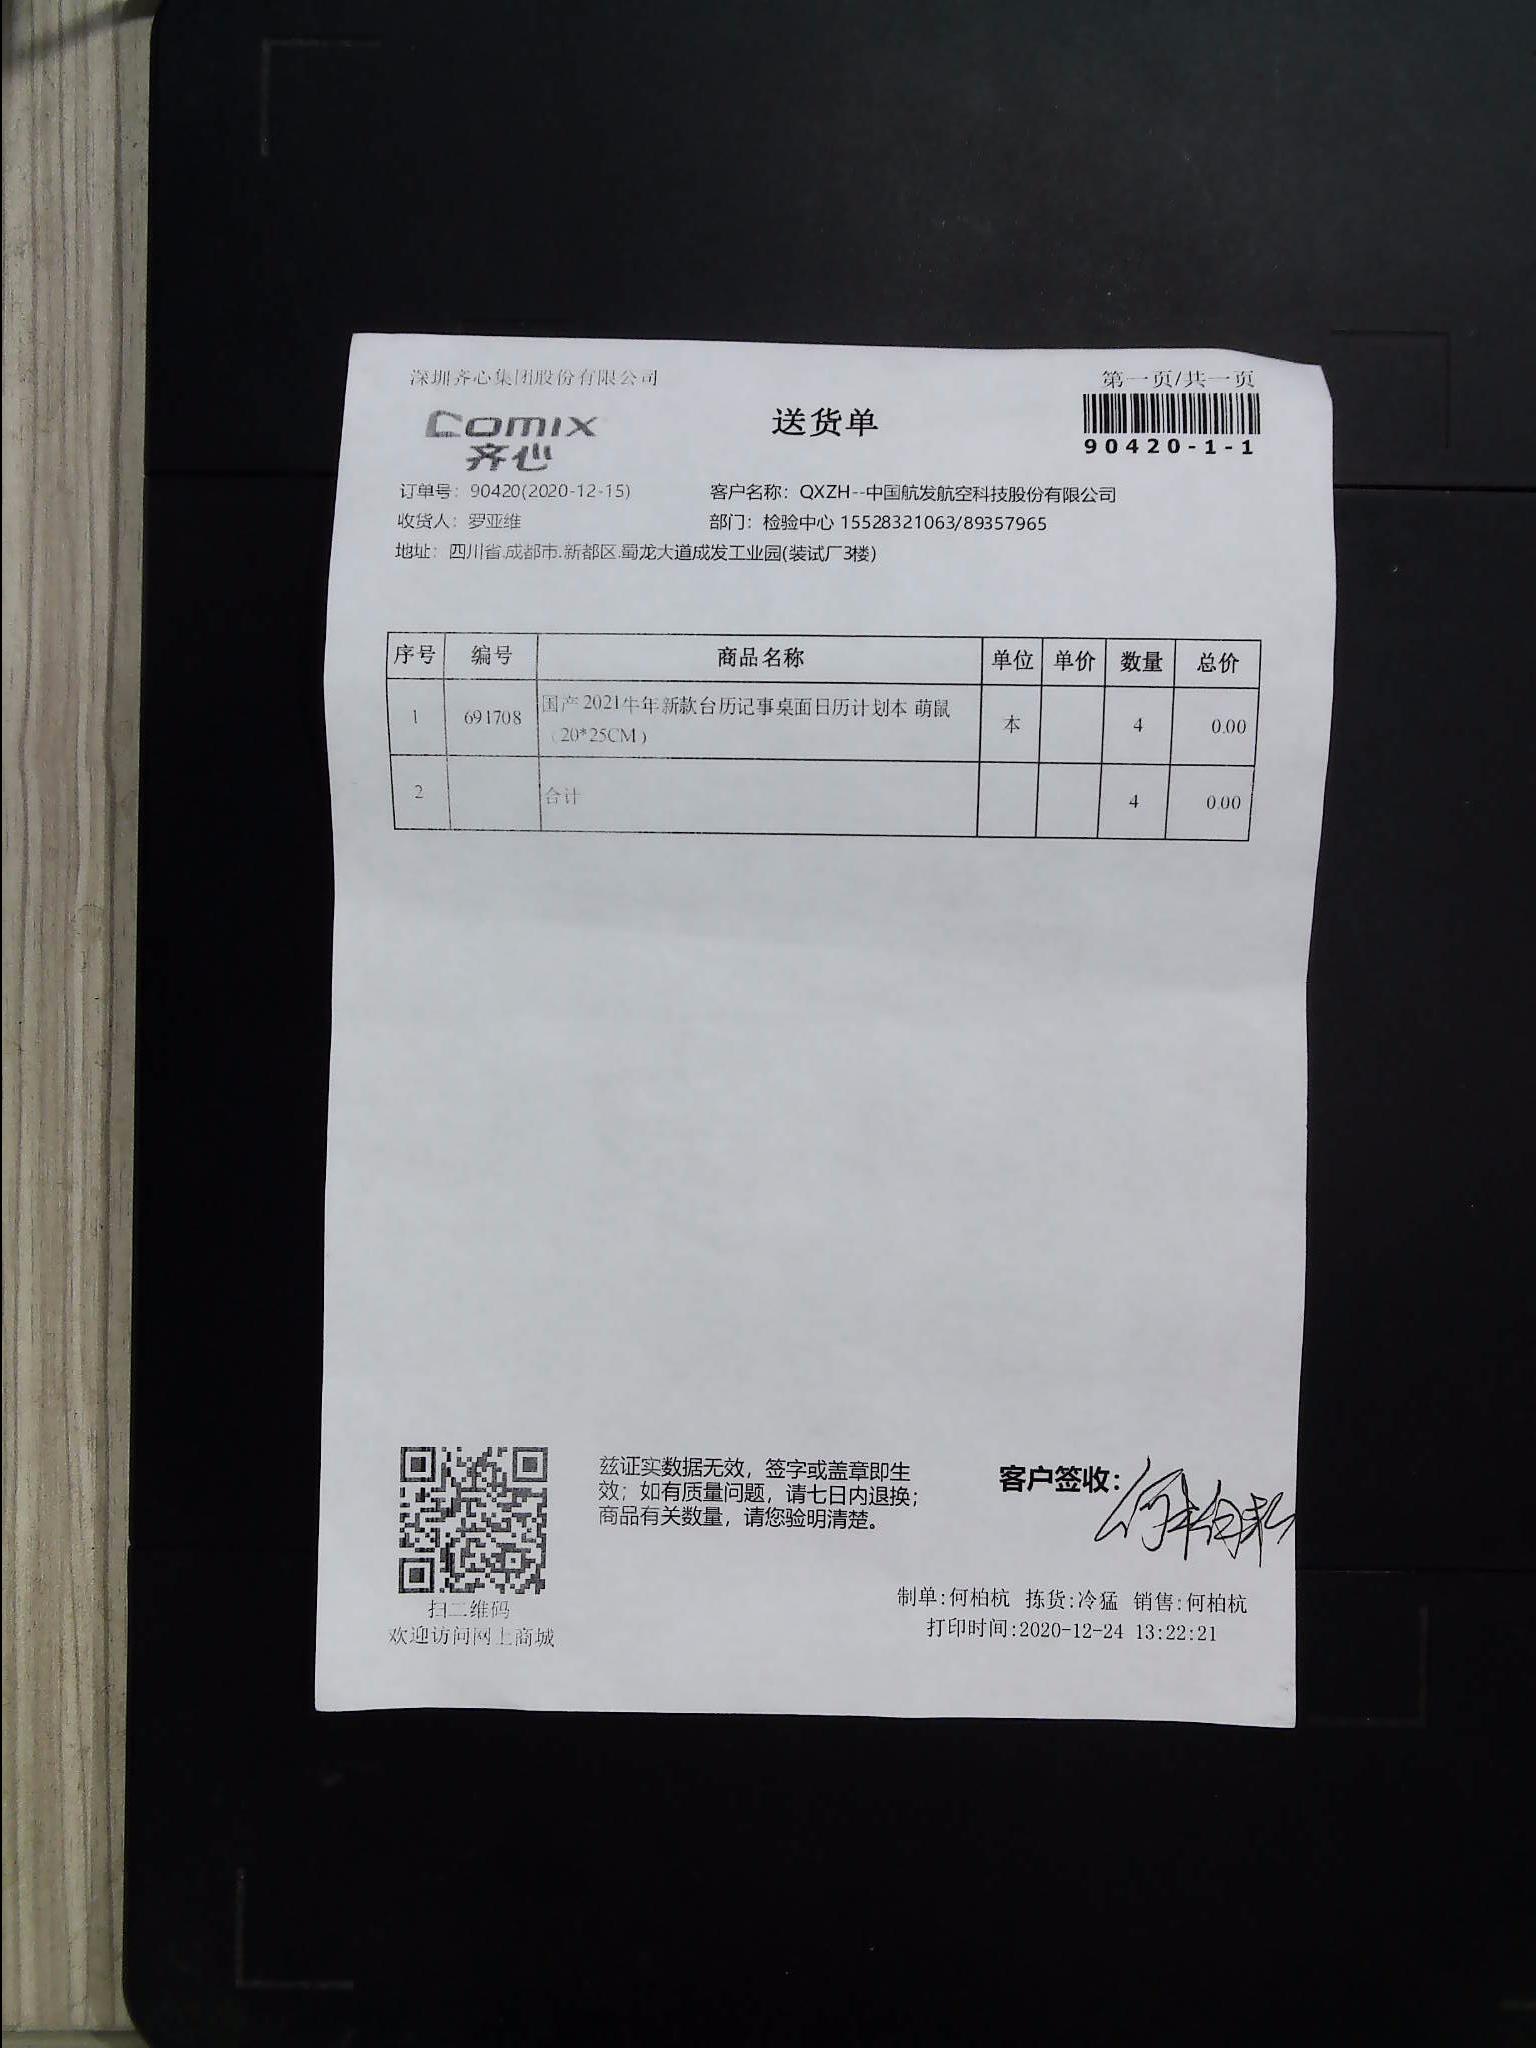 深圳齐心集团股份有限公司
第一页/共一页
comix
齐心
送货单
90420-1-1
订单号：90420(2020-12-15)
客户名称：QXZH--中国航发航空科技股份有限公司
收货人：罗亚维
部门：检验中心 15528321063/89357965
地址：四川省.成都市.新都区.蜀龙大道成发工业园(装试厂3楼)
序号 编号 商品名称 单位 单价 数量 总价
1 691708 国产 2021牛年新款台历记事桌面日历计划本 萌鼠 本 4 0.00
（20*25CM）
2 合计 4 0.00
兹证实数据无效，签字或盖章即生
效；如有质量问题，请七日内退换；
商品有关数量，请您验明清楚。
客户签收：何柏杭
扫二维码
欢迎访问网上商城
制单:何柏杭 拣货:冷猛 销售:何柏杭
打印时间:2020-12-24 13:22:21